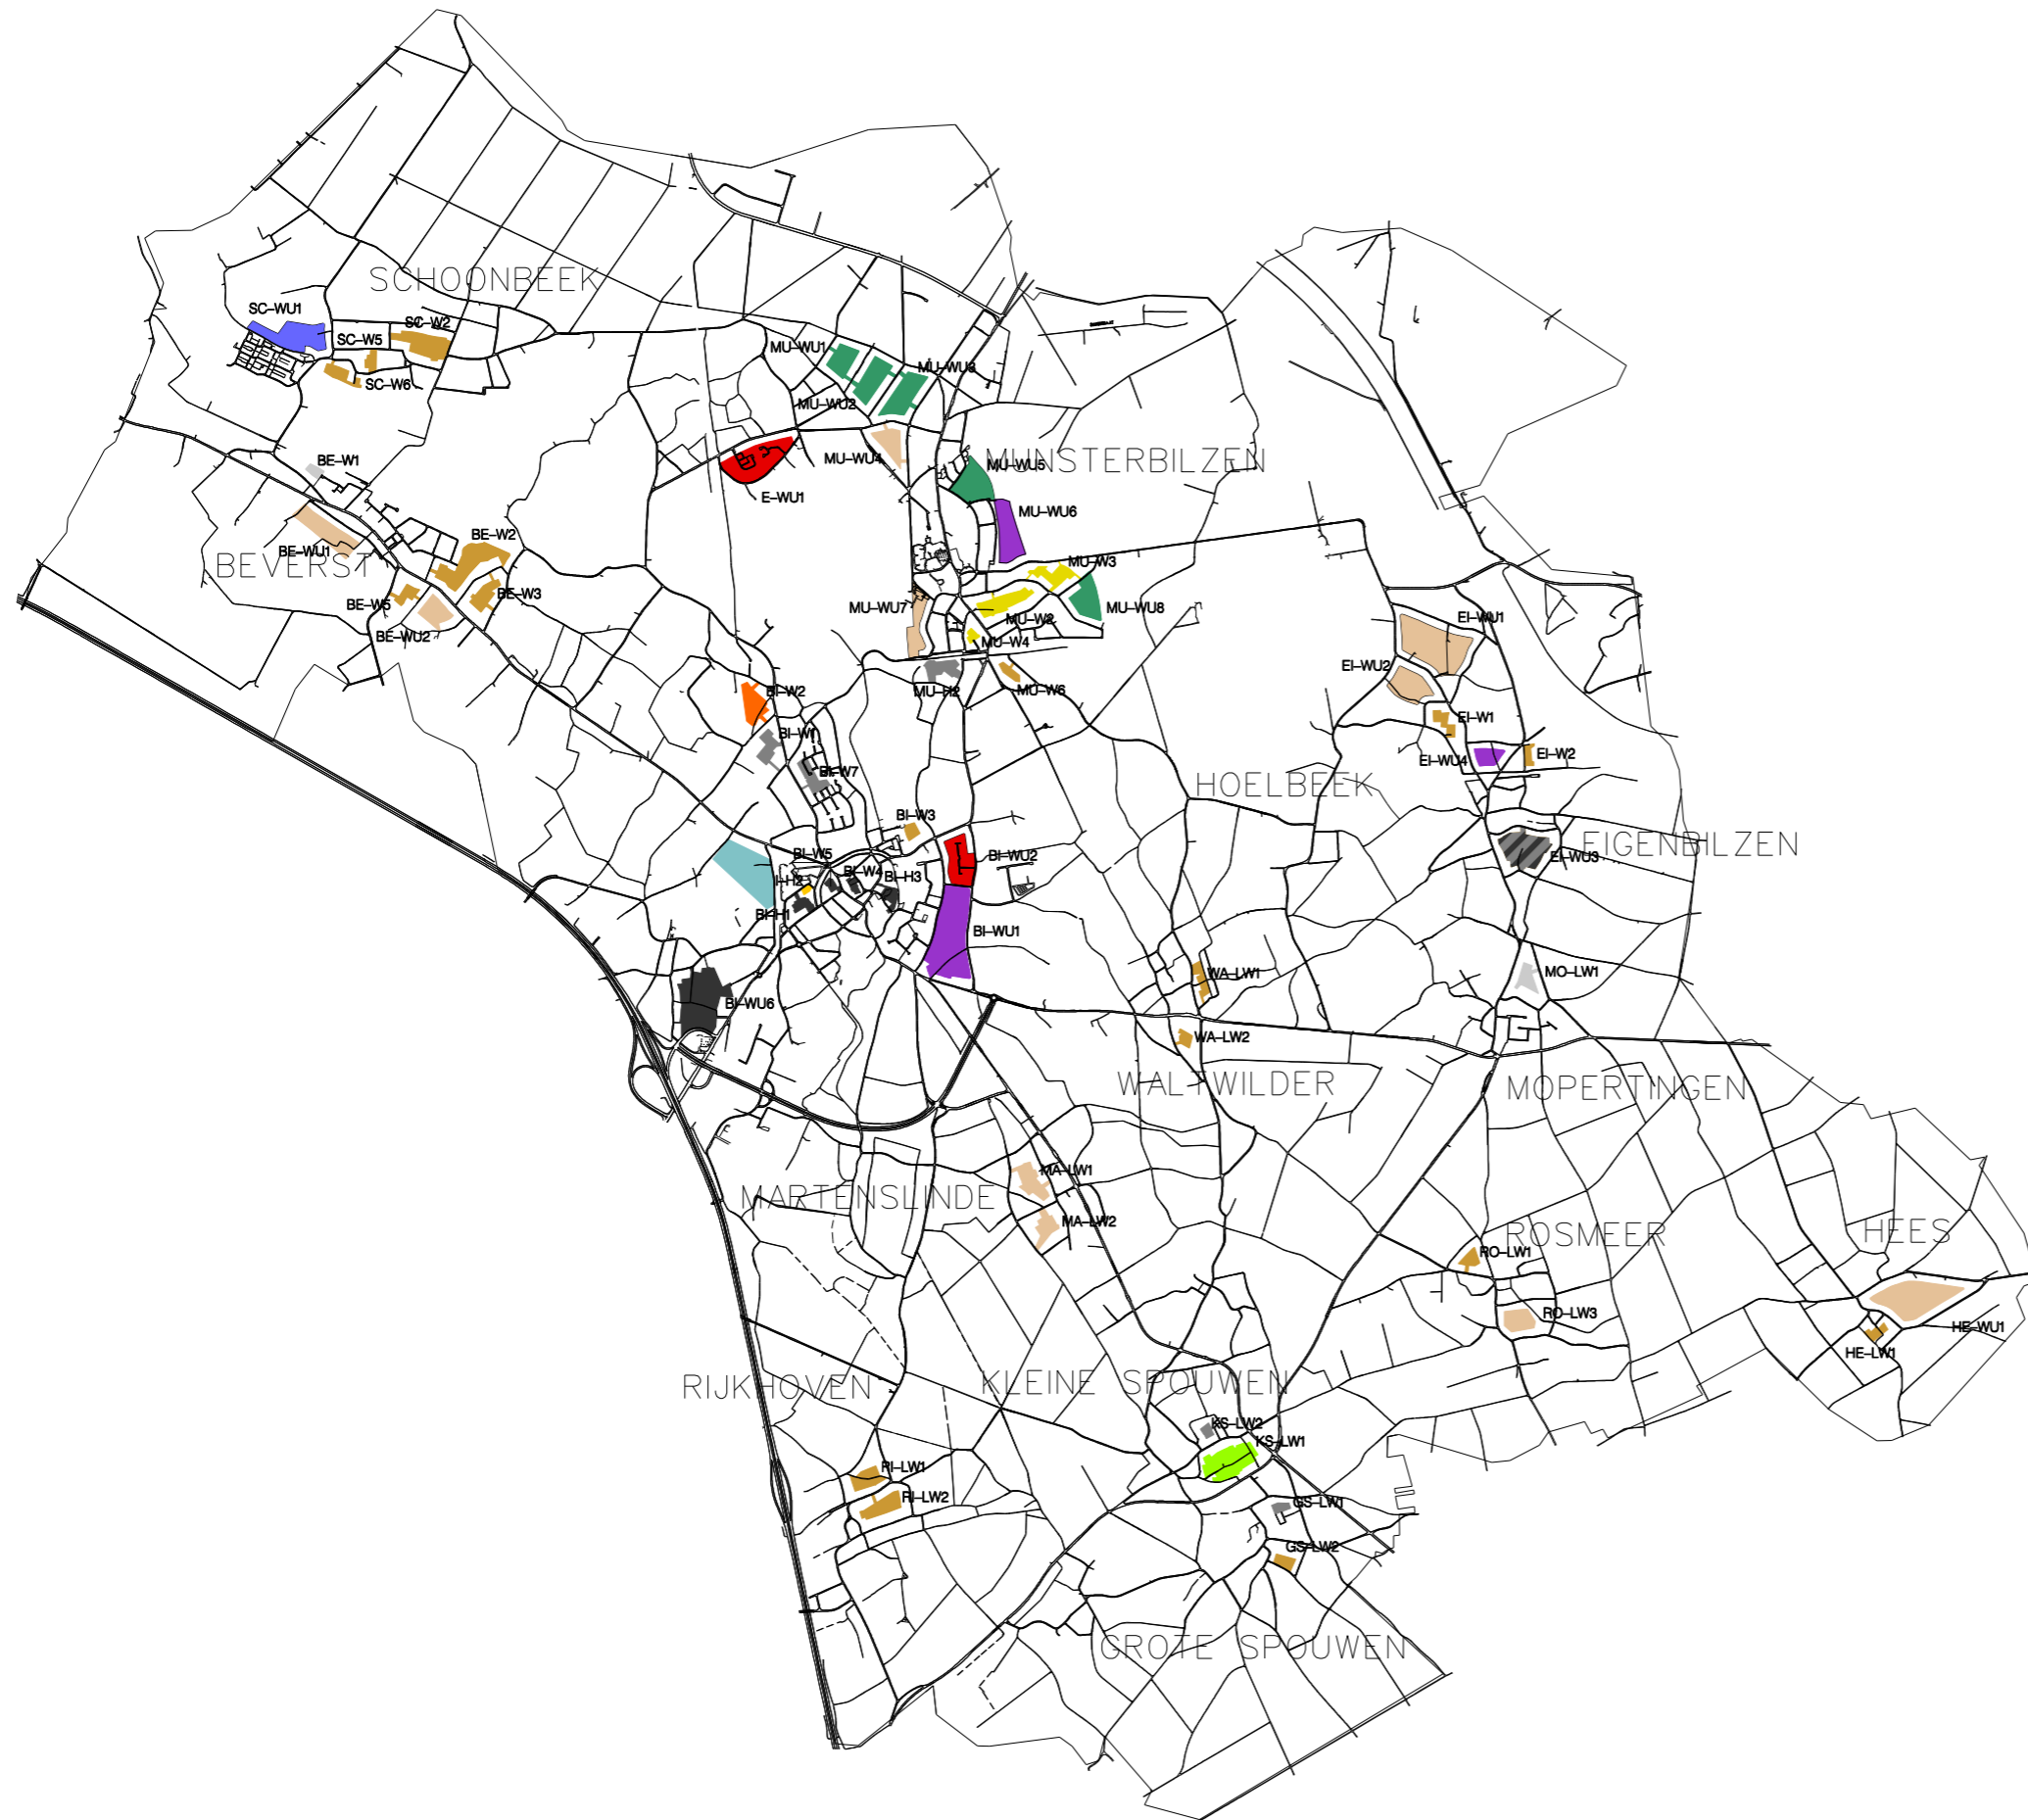 SCHOONBEEK
SC-WU1
SC-W2
SC-W5
SC-W6
MU-WU1
MU-WU3
MU-WU2
MU-WU4
MUNSTERBILZEN
MU-WU5
BE-W1
E-WU1
MU-WU6
BE-W2
BE-WU1
BEVERST
MU-W3
BE-W5
BE-W3
MU-WU7
MU-WU8
MU-W2
EI-WU1
BE-WU2
MU-W4
EI-WU2
MU-H2
MU-W6
BI-W2
EI-W1
BI-W1
EI-WU4
EI-W2
BI-W7
HOELBEEK
BI-W3
EIGENBILZEN
BI-W5
BI-WU2
EI-WU3
BI-W4
BI-H3
I-H2
BI-H1
BI-WU1
WA-LW1
MO-LW1
BI-WU6
WA-LW2
WALTWILDER
MOPERTINGEN
MA-LW1
MARTENSLINDE
MA-LW2
ROSMEER
HEES
RO-LW1
RO-LW3
HE-WU1
HE-LW1
RIJKHOVEN
KLEINE SPOUWEN
KS-LW2
KS-LW1
RI-LW1
RI-LW2
GS-LW1
GS-LW2
GROTE SPOUWEN